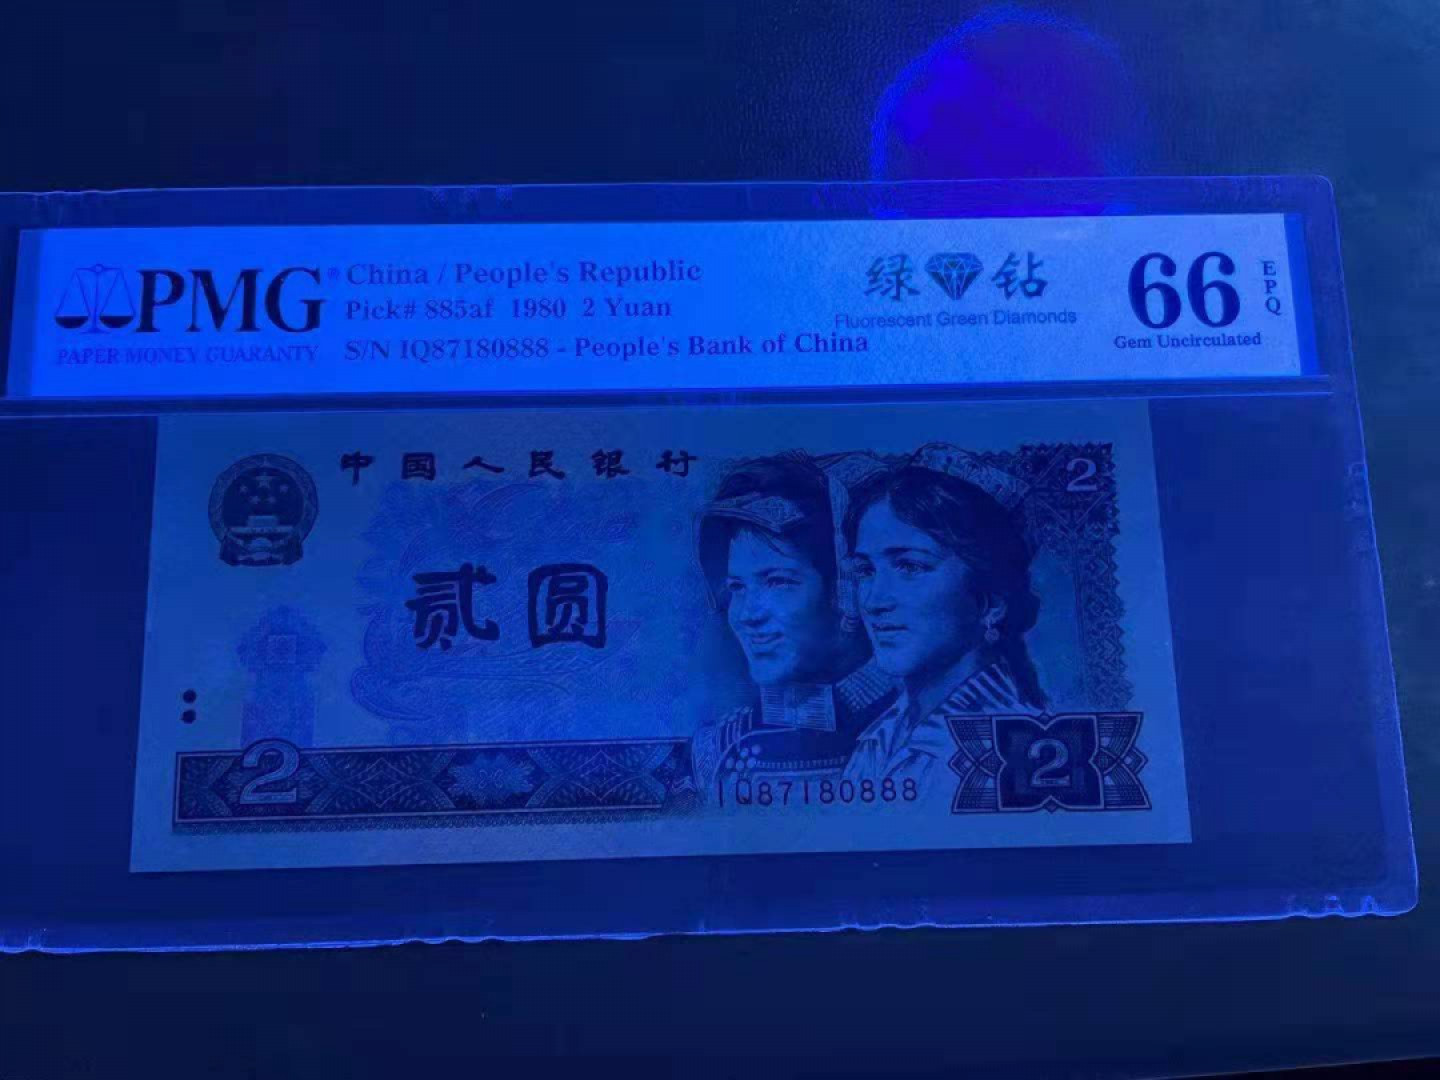 PMG® China / People's Republic
Pick# 885af 1980 2 Yuan
PAPER MONEY GUARANTY
S/N IQ87180888 - People's Bank of China
绿 钻
Fluorescent Green Diamonds
66 EPQ
Gem Uncirculated
中国人民银行
2
贰圆
2
IQ87180888
2